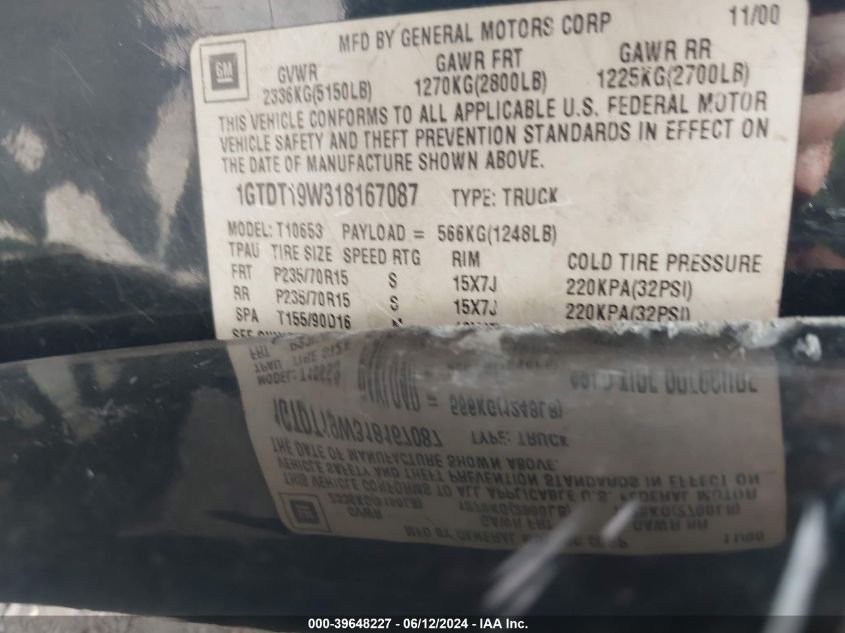 MFD BY GENERAL MOTORS CORP 11/00
GM
GVWR GAWR FRT GAWR RR
2336KG(5150LB) 1270KG(2800LB) 1225KG(2700LB)
THIS VEHICLE CONFORMS TO ALL APPLICABLE U.S. FEDERAL MOTOR
VEHICLE SAFETY AND THEFT PREVENTION STANDARDS IN EFFECT ON
THE DATE OF MANUFACTURE SHOWN ABOVE.
1GTDT19W318167087 TYPE: TRUCK
MODEL: T10653 PAYLOAD = 566KG(1248LB)
TPAU TIRE SIZE SPEED RTG RIM COLD TIRE PRESSURE
FRT P235/70R15 S 15X7J 220KPA(32PSI)
RR P235/70R15 S 15X7J 220KPA(32PSI)
SPA T155/90D16
000-39648227 - 06/12/2024 - IAA Inc.